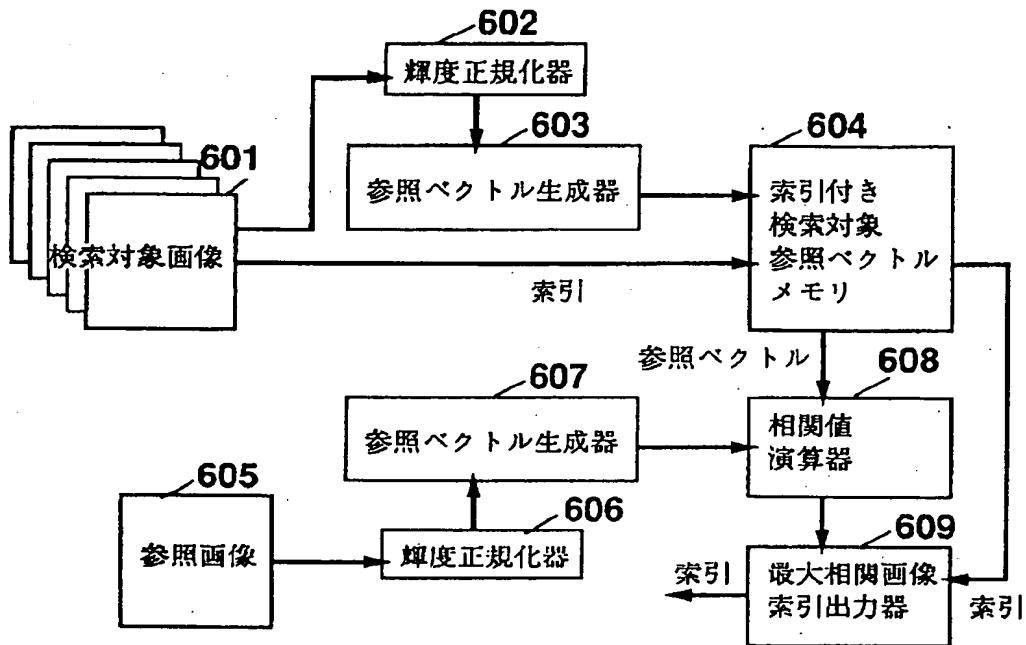 602
輝度正規化器
603
参照ベクトル生成器
601
検索対象画像
索引
604
索引付き
検索対象
参照ベクトル
メモリ
参照ベクトル
607
参照ベクトル生成器
608
相関値
演算器
605
参照画像
606
輝度正規化器
609
最大相関画像
索引出力器
索引
索引